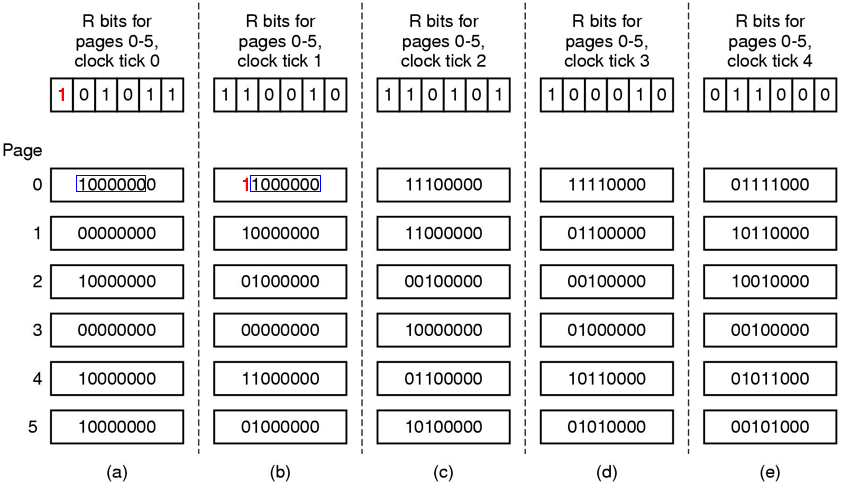 R bits for R bits for R bits for R bits for R bits for
pages 0-5, pages 0-5, pages 0-5, pages 0-5, pages 0-5,
clock tick 0 clock tick 1 clock tick 2 clock tick 3 clock tick 4
1 0 1 0 1 1 1 1 0 0 1 0 1 1 0 1 0 1 1 0 0 0 1 0 0 1 1 0 0 0
Page
0 10000000 11000000 11100000 11110000 01111000
1 00000000 10000000 11000000 01100000 10110000
2 10000000 01000000 00100000 00100000 10010000
3 00000000 00000000 10000000 01000000 00100000
4 10000000 11000000 01100000 10110000 01011000
5 10000000 01000000 10100000 01010000 00101000
(a) (b) (c) (d) (e)